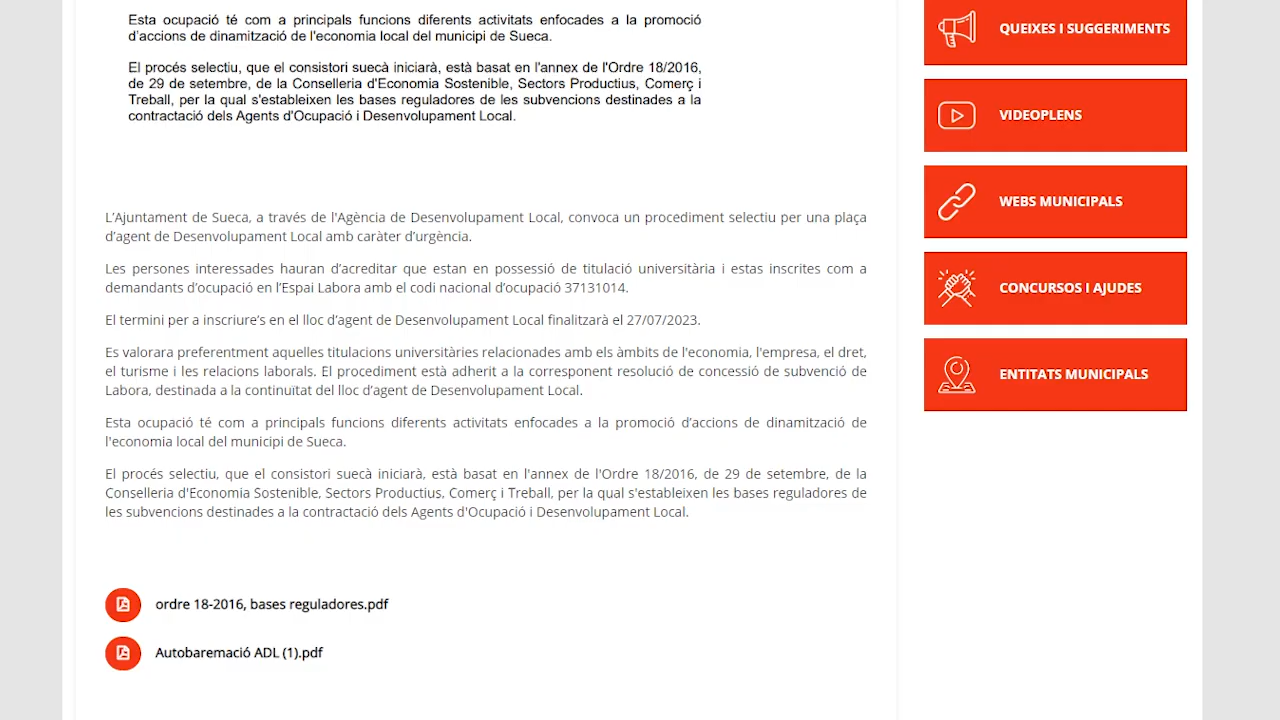 Esta ocupació té com a principals funcions diferents activitats enfocades a la promoció
d’accions de dinamització de l'economia local del municipi de Sueca.
El procés selectiu, que el consistori suecà iniciarà, està basat en l'annex de l'Ordre 18/2016,
de 29 de setembre, de la Conselleria d'Economia Sostenible, Sectors Productius, Comerç i
Treball, per la qual s'estableixen les bases reguladores de les subvencions destinades a la
contractació dels Agents d'Ocupació i Desenvolupament Local.
L’Ajuntament de Sueca, a través de l'Agència de Desenvolupament Local, convoca un procediment selectiu per una plaça
d’agent de Desenvolupament Local amb caràter d’urgència.
Les persones interessades hauran d’acreditar que estan en possessió de titulació universitària i estas inscrites com a
demandants d’ocupacio en l’Espai Labora amb el codi nacional d’ocupació 37131014.
El termini per a inscriure’s en el lloc d’agent de Desenvolupament Local finalitzarà el 27/07/2023.
Es valorara preferentment aquelles titulacions universitàries relacionades amb els àmbits de l'economia, l'empresa, el dret,
el turisme i les relacions laborals. El procediment està adherit a la corresponent resolució de concessió de subvenció de
Labora, destinada a la continuïtat del lloc d’agent de Desenvolupament Local.
Esta ocupació té com a principals funcions diferents activitats enfocades a la promoció d’accions de dinamització de
l'economia local del municipi de Sueca.
El procés selectiu, que el consistori suecà iniciarà, està basat en l'annex de l'Ordre 18/2016, de 29 de setembre, de la
Conselleria d'Economia Sostenible, Sectors Productius, Comerç i Treball, per la qual s'estableixen les bases reguladores de
les subvencions destinades a la contractació dels Agents d'Ocupació i Desenvolupament Local.
ordre 18-2016, bases reguladores.pdf
Autobaremació ADL (1).pdf
QUEIXES I SUGGERIMENTS
VIDEOPLENS
WEBS MUNICIPALS
CONCURSOS I AJUDES
ENTITATS MUNICIPALS